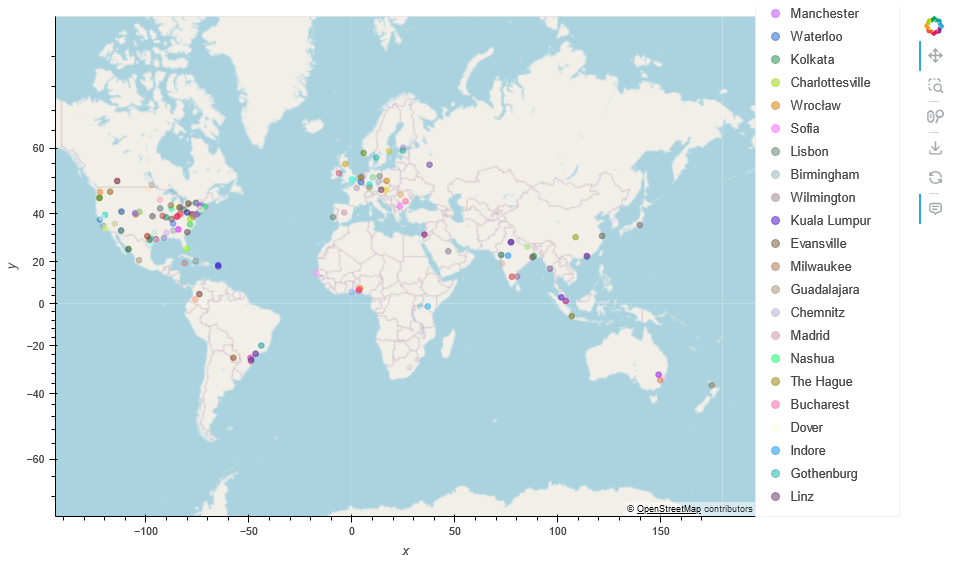 Manchester
Waterloo
Kolkata
Charlottesville
Wrocław
Sofia
Lisbon
Birmingham
Wilmington
Kuala Lumpur
Evansville
Milwaukee
Guadalajara
Chemnitz
Madrid
Nashua
The Hague
Bucharest
Dover
Indore
Gothenburg
Linz
60
40
20
0
−20
−40
−60
y
© OpenStreetMap contributors
−100
−50
0
50
100
150
x